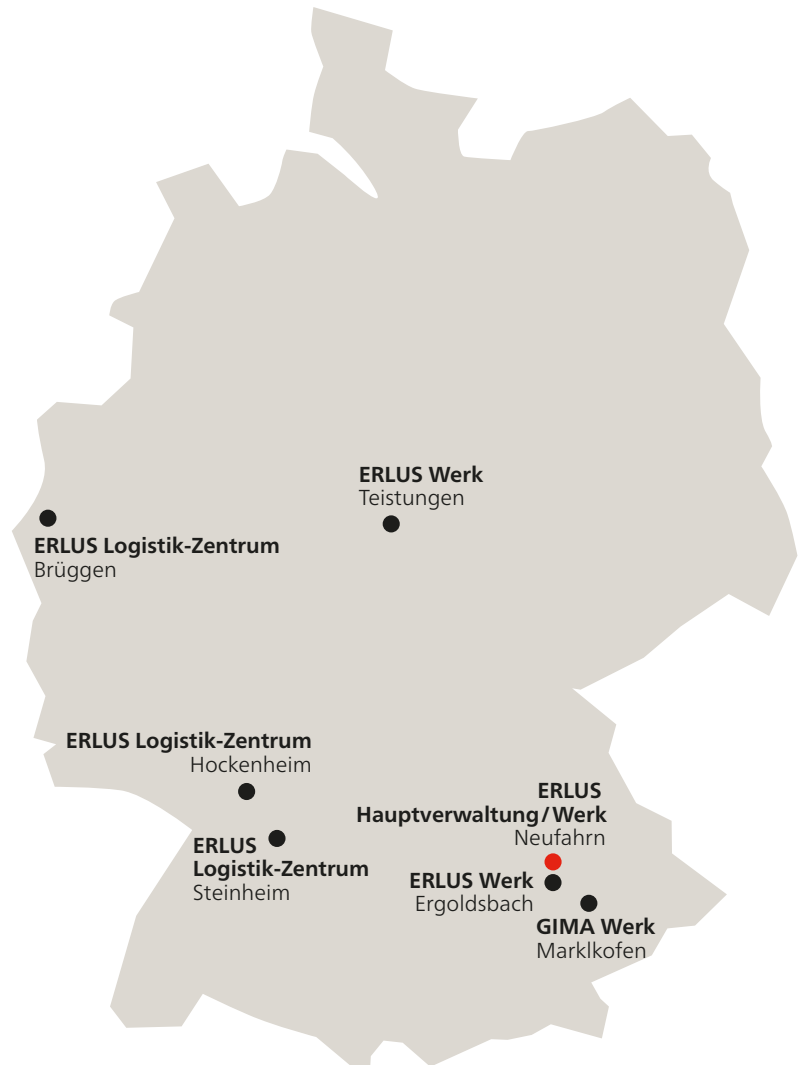 ERLUS Werk
Teistungen
ERLUS Logistik-Zentrum
Brüggen
ERLUS Logistik-Zentrum
Hockenheim
ERLUS
Logistik-Zentrum
Steinheim
ERLUS
Hauptverwaltung/Werk
Neufahrn
ERLUS Werk
Ergoldsbach
GIMA Werk
Marklkofen